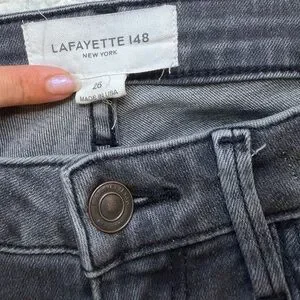 LAFAYETTE 148
NEW YORK
26
MADE IN USA